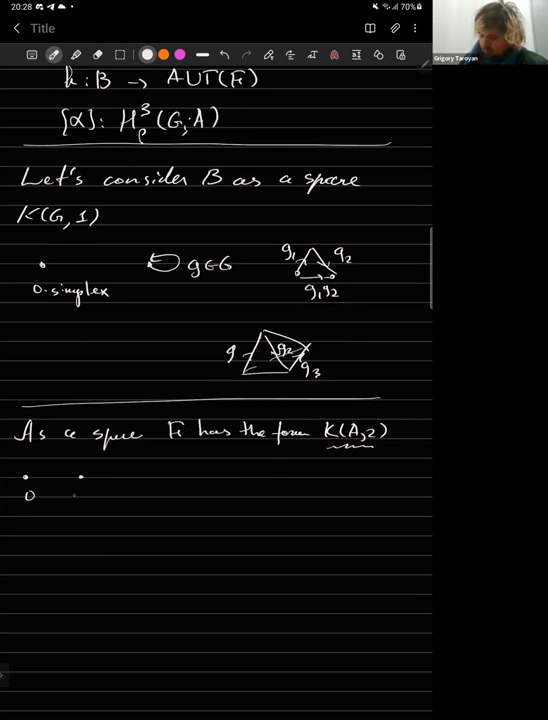 20:28
70%
Title
Grigory Taroyan
k: B → AUT(F)
[α]: H³ρ(G, A)
Let's consider B as a space
K(G, 1)
g ∈ G
g₁ g₂
0-simplex
g₁g₂
g g₂
g₃
As a space F has the form K(A,2)
0